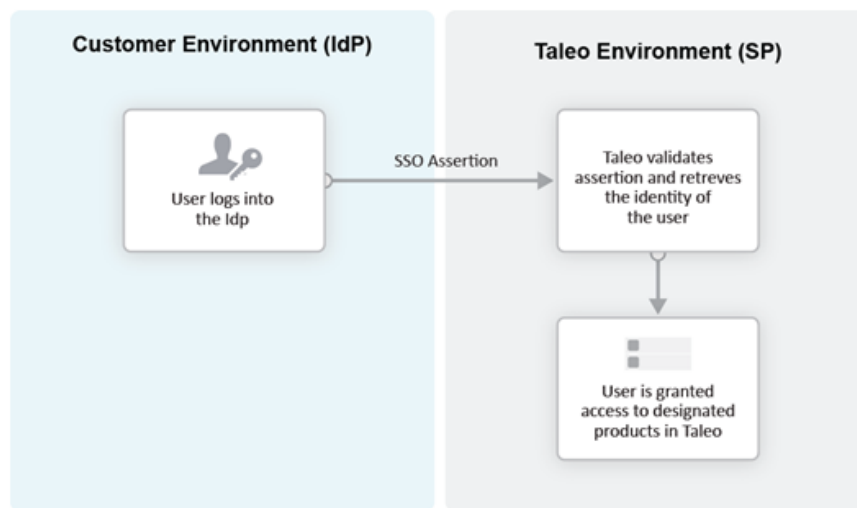 Customer Environment (IdP)
Taleo Environment (SP)
User logs into
the Idp
SSO Assertion
Taleo validates
assertion and retreves
the identity of
the user
User is granted
access to designated
products in Taleo